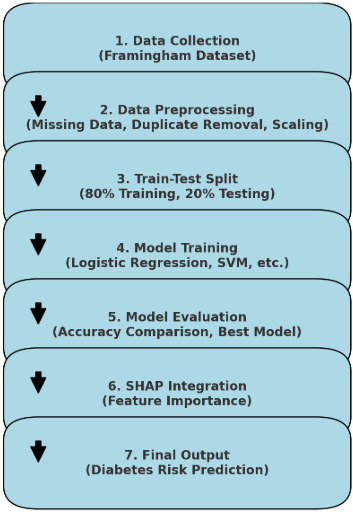 1. Data Collection
(Framingham Dataset)
2. Data Preprocessing
(Missing Data, Duplicate Removal, Scaling)
3. Train-Test Split
(80% Training, 20% Testing)
4. Model Training
(Logistic Regression, SVM, etc.)
5. Model Evaluation
(Accuracy Comparison, Best Model)
6. SHAP Integration
(Feature Importance)
7. Final Output
(Diabetes Risk Prediction)